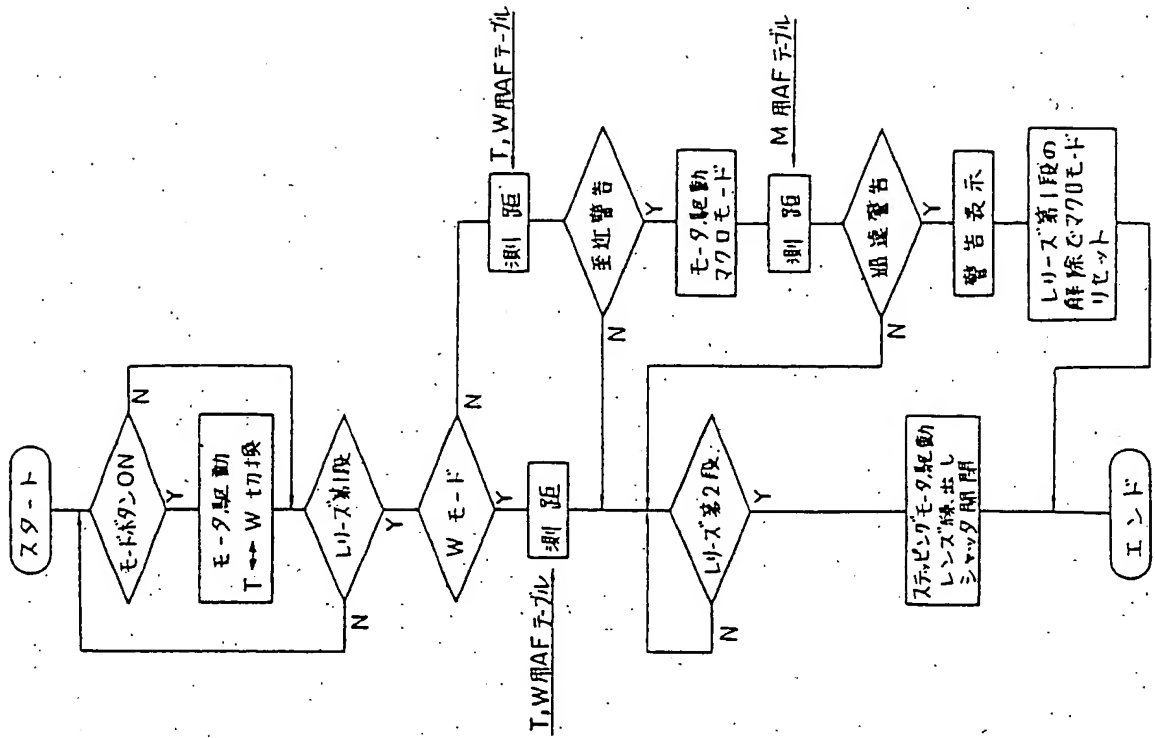 スタート
モードボタンON
N
Y
モータ駆動
T↔W切換
レリーズ第1段
N
Y
Wモード
N
Y
T,W用AFテーブル
測距
T,W用AFテーブル
測距
至近警告
N
Y
モータ駆動
マクロモード
M用AFテーブル
測距
過遠警告
N
Y
警告表示
レリーズ第1段の
解除でマクロモード
リセット
レリーズ第2段
N
Y
ステッピングモータ駆動
レンズ繰出し
シャッタ開閉
エンド